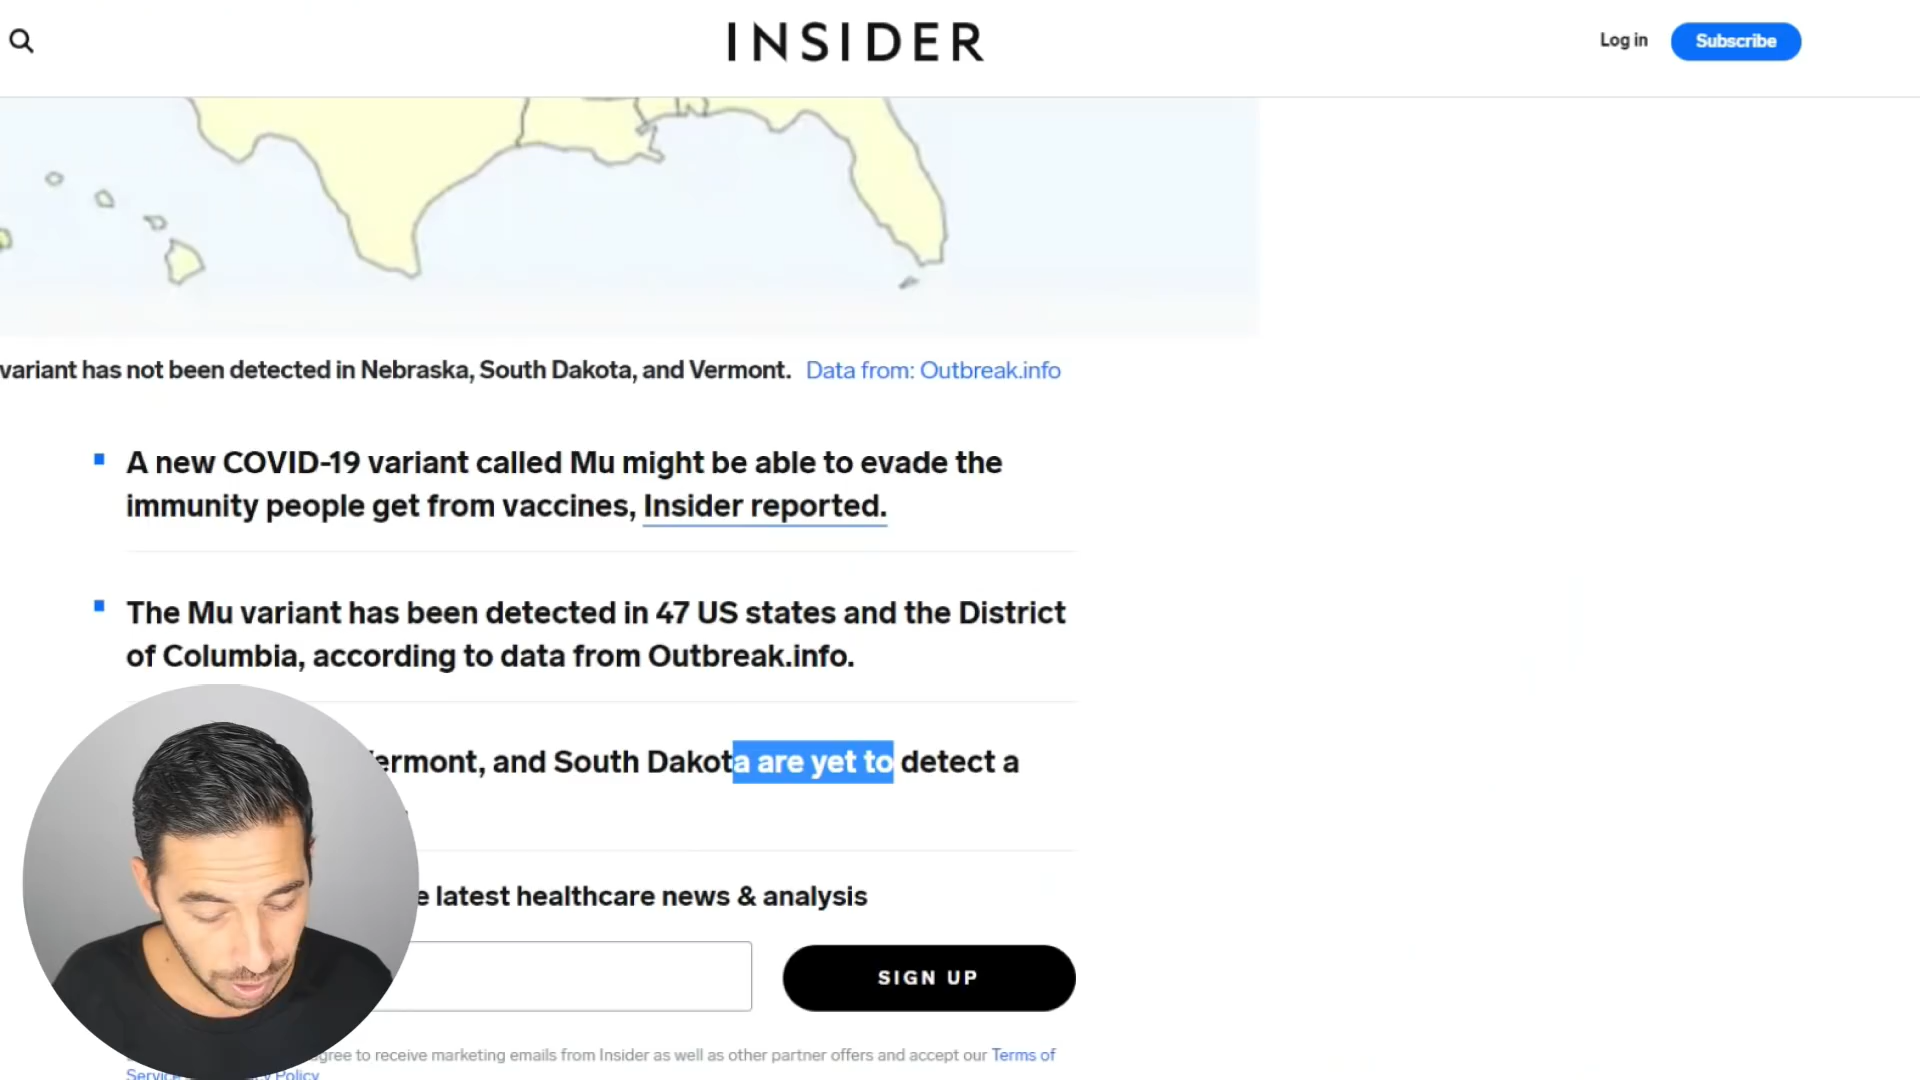 INSIDER
Log in
Subscribe
variant has not been detected in Nebraska, South Dakota, and Vermont. Data from: Outbreak.info
A new COVID-19 variant called Mu might be able to evade the
immunity people get from vaccines, Insider reported.
The Mu variant has been detected in 47 US states and the District
of Columbia, according to data from Outbreak.info.
ermont, and South Dakota are yet to detect a
latest healthcare news & analysis
SIGN UP
gree to receive marketing emails from Insider as well as other partner offers and accept our Terms of
Service
Policy